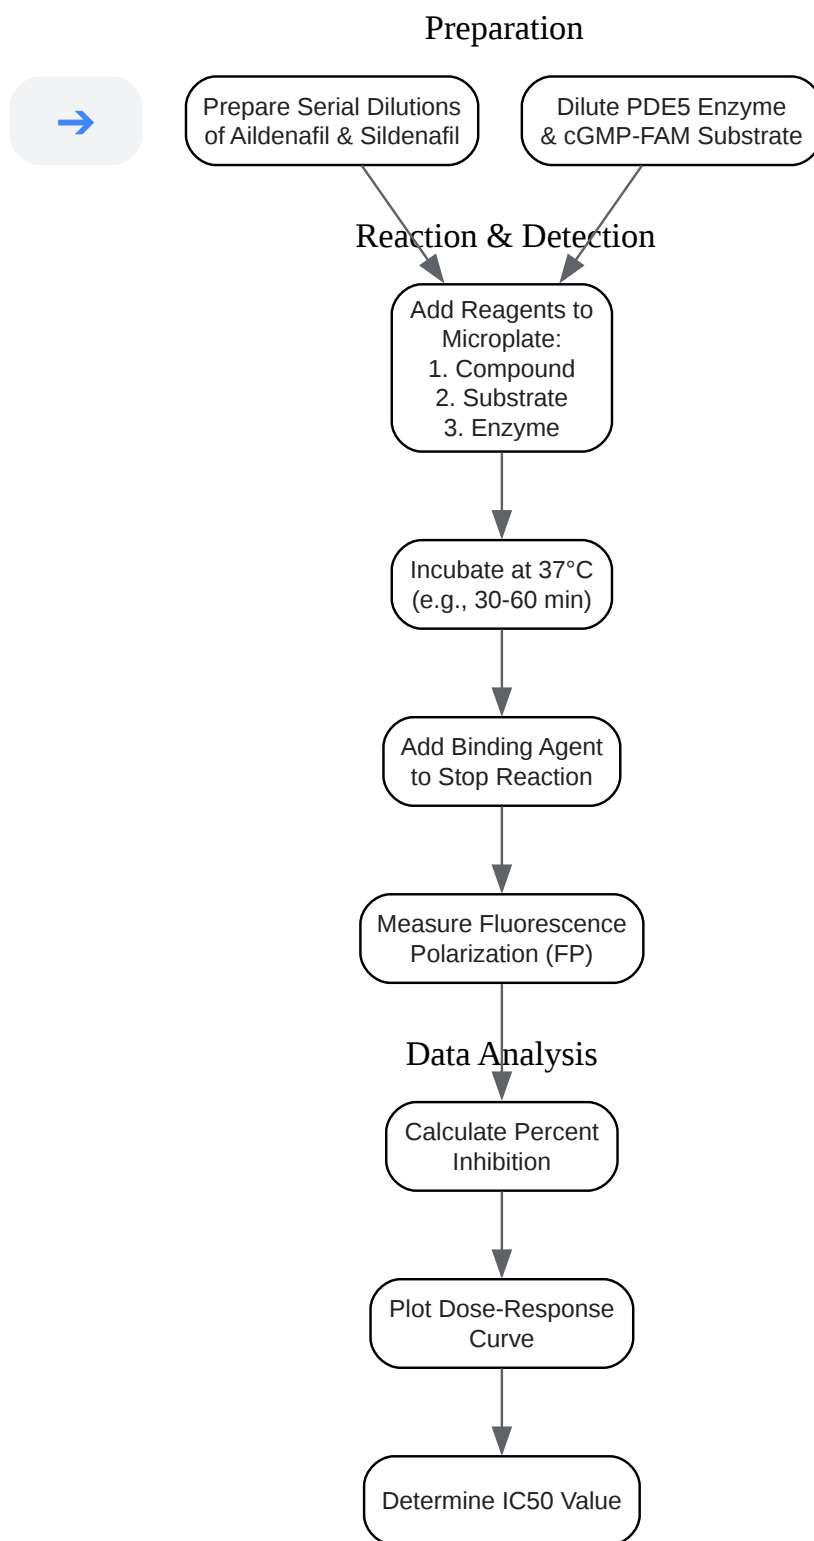 Preparation
Prepare Serial Dilutions
of Aildenafil & Sildenafil
Dilute PDE5 Enzyme
& cGMP-FAM Substrate
Reaction & Detection
Add Reagents to
Microplate:
1. Compound
2. Substrate
3. Enzyme
Incubate at 37°C
(e.g., 30-60 min)
Add Binding Agent
to Stop Reaction
Measure Fluorescence
Polarization (FP)
Data Analysis
Calculate Percent
Inhibition
Plot Dose-Response
Curve
Determine IC50 Value